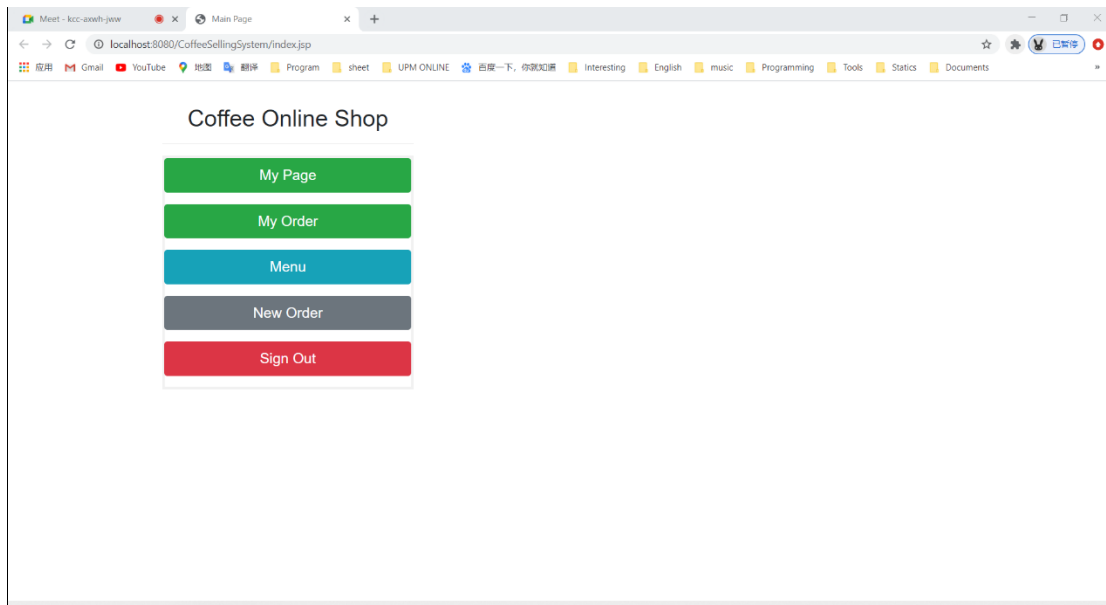 Meet - kcc-axwh-jww
Main Page
localhost:8080/CoffeeSellingSystem/index.jsp
已暂停
应用 Gmail YouTube 地图 翻译 Program sheet UPM ONLINE 百度一下，你就知道 Interesting English music Programming Tools Statics Documents »
Coffee Online Shop
My Page
My Order
Menu
New Order
Sign Out